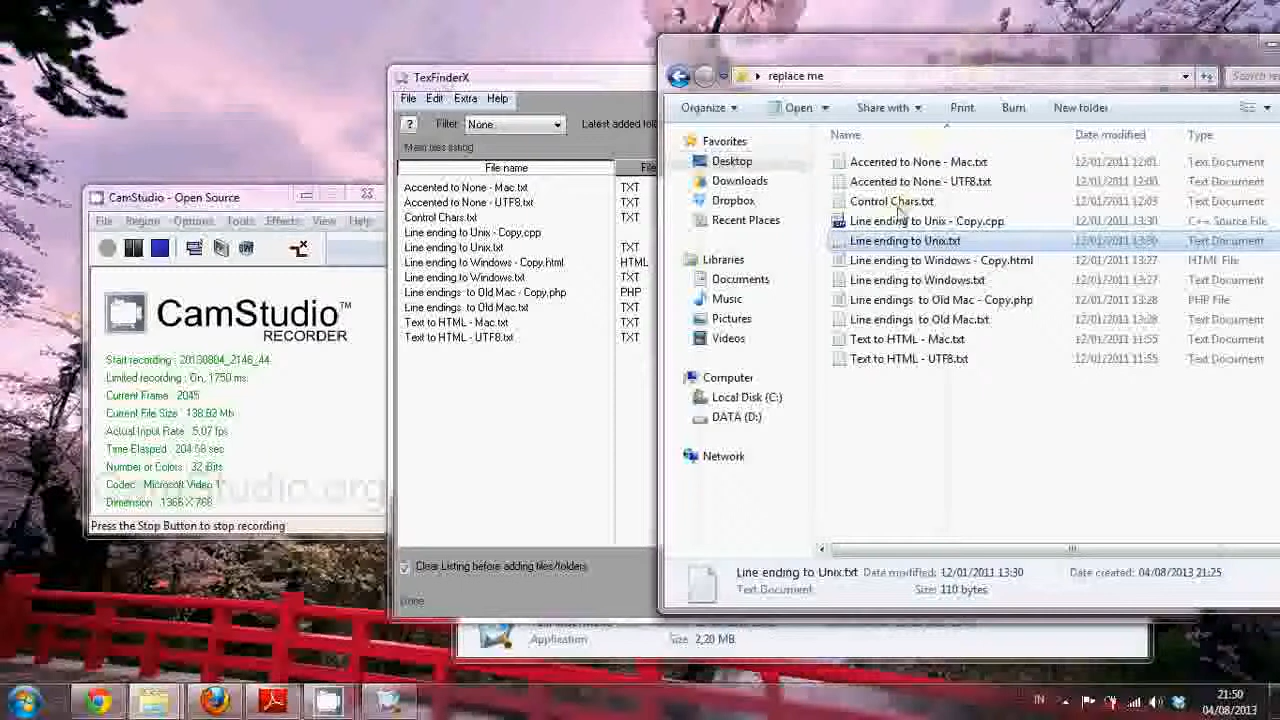 CamStudio - Open Source
File Region Options Tools Effects View Help
CamStudio™
RECORDER
Start recording : 20130804_2146_44
Limited recording : On, 1750 ms.
Current Frame : 2045
Current File Size : 138.82 Mb
Actual Input Rate : 5.07 fps
Time Elapsed : 204.58 sec
Number of Colors : 32 Bits
Codec : Microsoft Video 1
Dimension : 1366 X 768
CamStudio.org
Press the Stop Button to stop recording
TexFinderX
File Edit Extra Help
? Filter None.. Latest added fol
Main files listing
File name File
Accented to None - Mac.txt TXT
Accented to None - UTF8.txt TXT
Control Chars.txt TXT
Line ending to Unix - Copy.cpp
Line ending to Unix.txt TXT
Line ending to Windows - Copy.html HTML
Line ending to Windows.txt TXT
Line endings to Old Mac - Copy.php PHP
Line endings to Old Mac.txt TXT
Text to HTML - Mac.txt TXT
Text to HTML - UTF8.txt TXT
Clear Listing before adding files/folders
Done
replace me
Search re
Organize Open Share with Print Burn New folder
Favorites
Desktop
Downloads
Dropbox
Recent Places
Libraries
Documents
Music
Pictures
Videos
Computer
Local Disk (C:)
DATA (D:)
Network
Name Date modified Type
Accented to None - Mac.txt 12/01/2011 12:01 Text Document
Accented to None - UTF8.txt 12/01/2011 12:00 Text Document
Control Chars.txt 12/01/2011 12:03 Text Document
Line ending to Unix - Copy.cpp 12/01/2011 13:30 C++ Source File
Line ending to Unix.txt 12/01/2011 13:30 Text Document
Line ending to Windows - Copy.html 12/01/2011 13:27 HTML File
Line ending to Windows.txt 12/01/2011 13:27 Text Document
Line endings to Old Mac - Copy.php 12/01/2011 13:28 PHP File
Line endings to Old Mac.txt 12/01/2011 13:28 Text Document
Text to HTML - Mac.txt 12/01/2011 11:55 Text Document
Text to HTML - UTF8.txt 12/01/2011 11:55 Text Document
Line ending to Unix.txt Date modified: 12/01/2011 13:30 Date created: 04/08/2013 21:25
Text Document Size: 110 bytes
Application Size: 2,20 MB
IN
21:50
04/08/2013